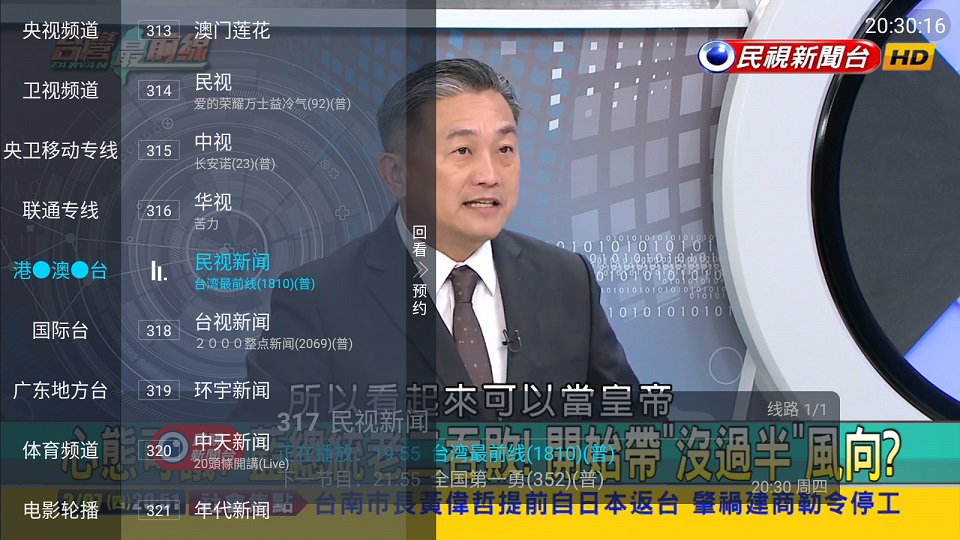 央视频道
卫视频道
央卫移动专线
联通专线
港●澳●台
国际台
广东地方台
体育频道
电影轮播
313 澳门莲花
314 民视
爱的荣耀万士益冷气(92)(普)
315 中视
长安诺(23)(普)
316 华视
苦力
民视新闻
台湾最前线(1810)(普)
318 台视新闻
２０００整点新闻(2069)(普)
319 环宇新闻
320 中天新闻
20頭條開講(Live)
321 年代新闻
回看
预约
20:30:16
民視新聞台 HD
台灣最前線
所以看起來可以當皇帝
317 民视新闻
线路 1/1
正在播放：19:55 台湾最前线(1810)(普)
下一节目：21:55 全国第一勇(352)(普)
20:30 周四
開始帶"沒過半"風向?
台南市長黃偉哲提前自日本返台 肇禍建商勒令停工